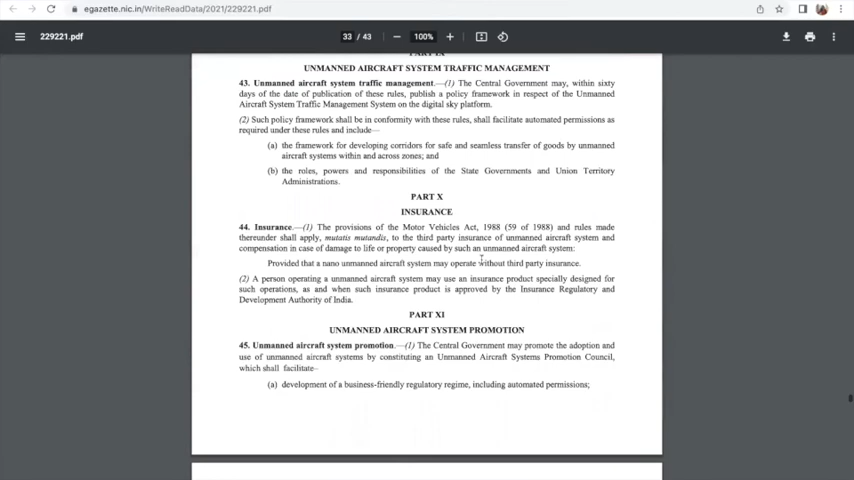 egazette.nic.in/WriteReadData/2021/229221.pdf
229221.pdf
33 / 43
100%
PART IX
UNMANNED AIRCRAFT SYSTEM TRAFFIC MANAGEMENT
43. Unmanned aircraft system traffic management.—(1) The Central Government may, within sixty
days of the date of publication of these rules, publish a policy framework in respect of the Unmanned
Aircraft System Traffic Management System on the digital sky platform.
(2) Such policy framework shall be in conformity with these rules, shall facilitate automated permissions as
required under these rules and include—
(a) the framework for developing corridors for safe and seamless transfer of goods by unmanned
aircraft systems within and across zones; and
(b) the roles, powers and responsibilities of the State Governments and Union Territory
Administrations.
PART X
INSURANCE
44. Insurance.—(1) The provisions of the Motor Vehicles Act, 1988 (59 of 1988) and rules made
thereunder shall apply, mutatis mutandis, to the third party insurance of unmanned aircraft system and
compensation in case of damage to life or property caused by such an unmanned aircraft system:
Provided that a nano unmanned aircraft system may operate without third party insurance.
(2) A person operating a unmanned aircraft system may use an insurance product specially designed for
such operations, as and when such insurance product is approved by the Insurance Regulatory and
Development Authority of India.
PART XI
UNMANNED AIRCRAFT SYSTEM PROMOTION
45. Unmanned aircraft system promotion.—(1) The Central Government may promote the adoption and
use of unmanned aircraft systems by constituting an Unmanned Aircraft Systems Promotion Council,
which shall facilitate–
(a) development of a business-friendly regulatory regime, including automated permissions;